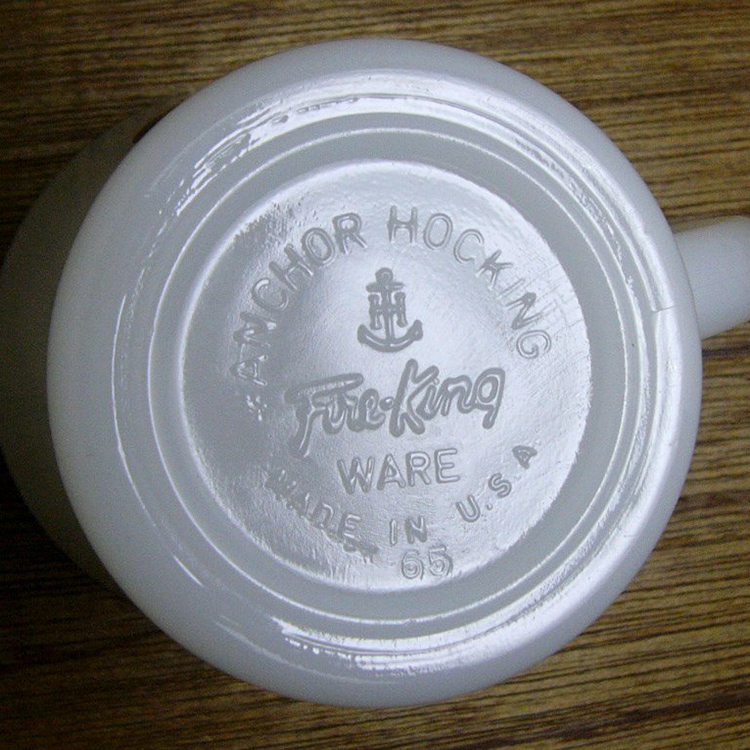 ANCHOR HOCKING
H
Fire-King
WARE
MADE IN U.S.A
65